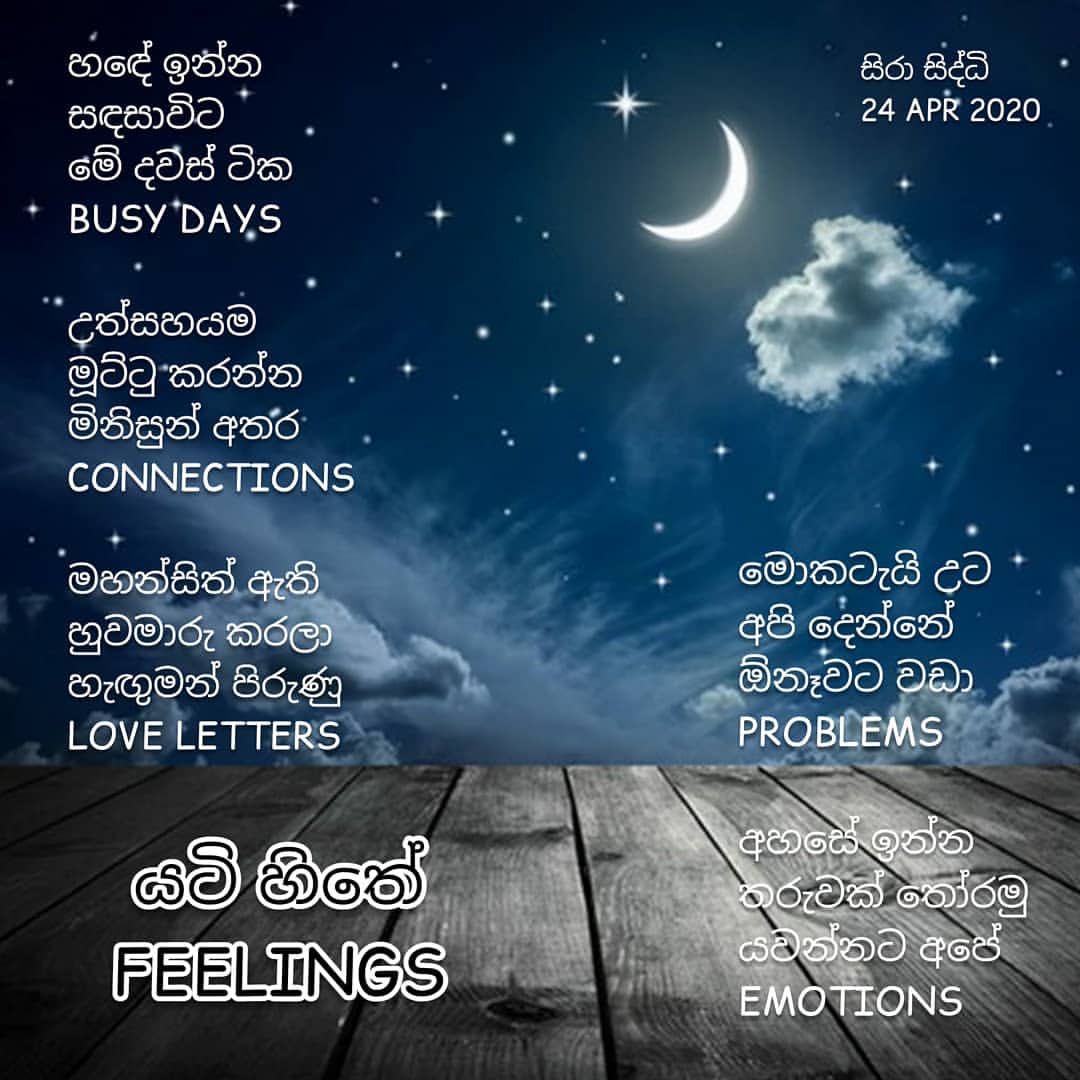 හඳේ ඉන්න
සඳසාවිට
මේ දවස් ටික
BUSY DAYS
උත්සහයම
මූට්ටු කරන්න
මිනිසුන් අතර
CONNECTIONS
මහන්සිත් ඇති
හුවමාරු කරලා
හැඟුමන් පිරුණු
LOVE LETTERS
යටි හිතේ
FEELINGS
සිරා සිද්ධි
24 APR 2020
මොකටැයි උට
අපි දෙන්නේ
ඕනෑවට වඩා
PROBLEMS
අහසේ ඉන්න
තරුවක් තෝරමු
යවන්නට අපේ
EMOTIONS